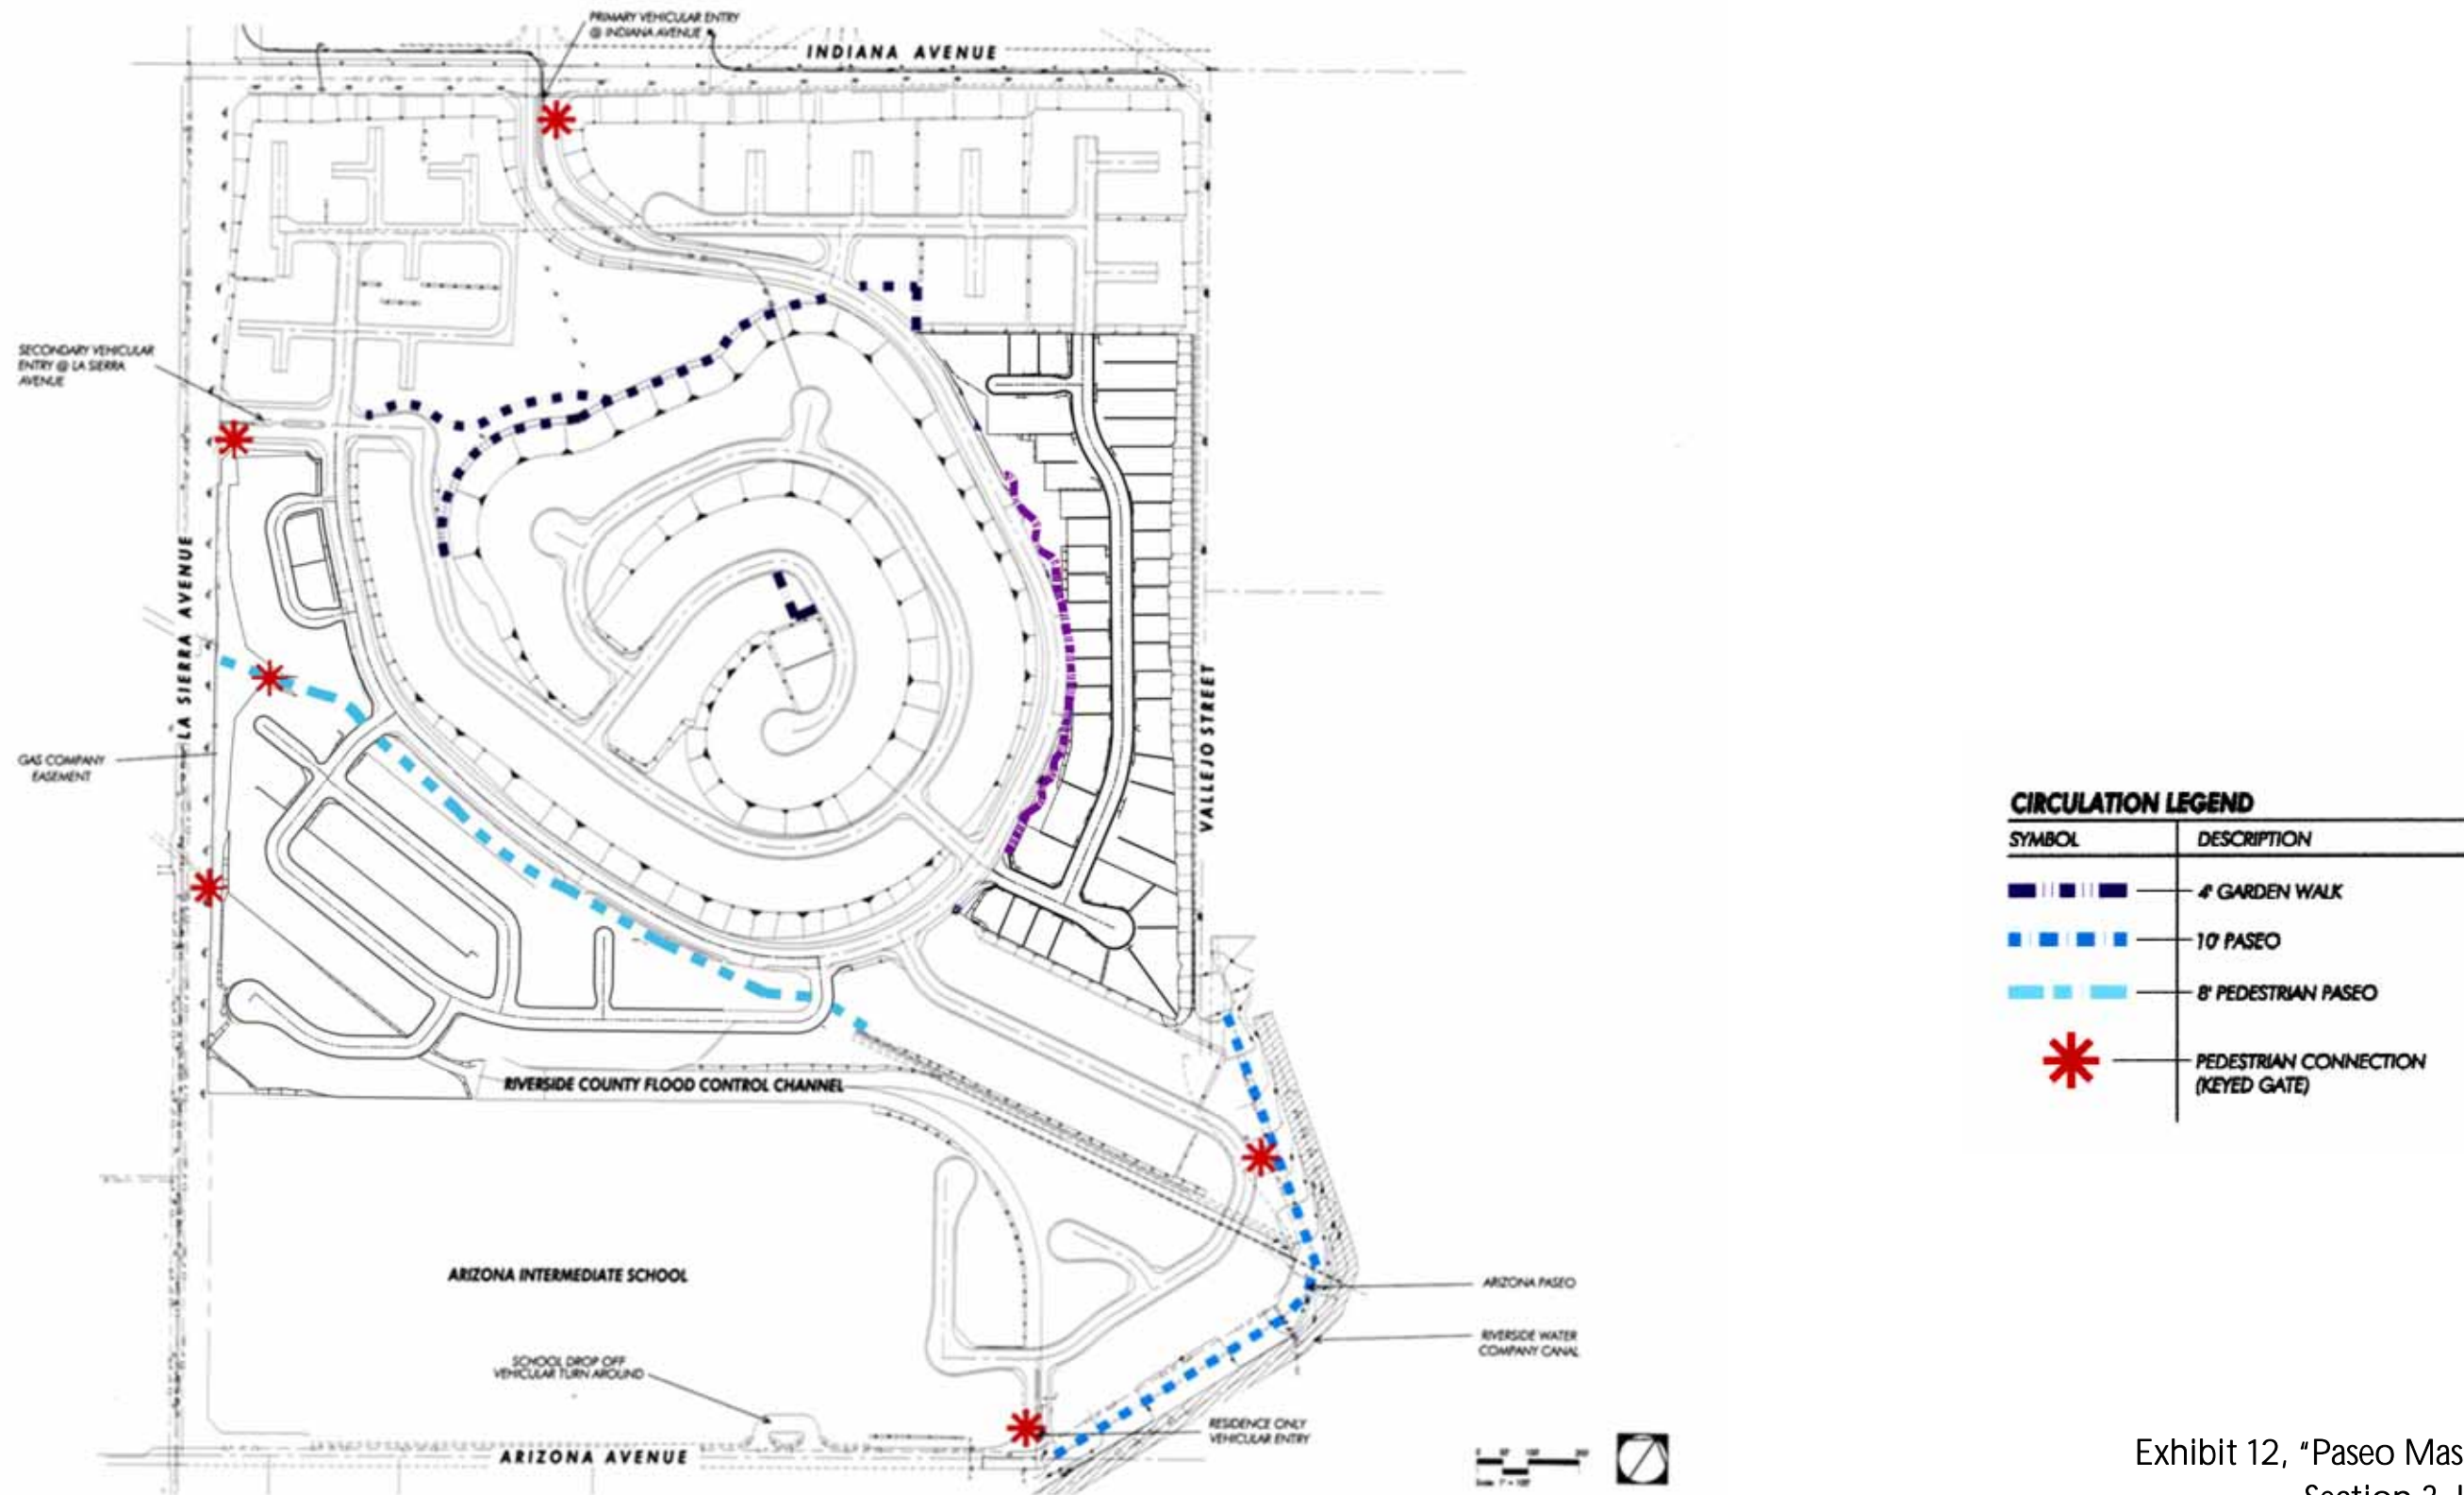 PRIMARY VEHICULAR ENTRY
@ INDIANA AVENUE
INDIANA AVENUE
SECONDARY VEHICULAR
ENTRY @ LA SIERRA
AVENUE
LA SIERRA AVENUE
GAS COMPANY
EASEMENT
VALLEJO STREET
RIVERSIDE COUNTY FLOOD CONTROL CHANNEL
ARIZONA INTERMEDIATE SCHOOL
SCHOOL DROP OFF
VEHICULAR TURN AROUND
ARIZONA AVENUE
ARIZONA PASEO
RIVERSIDE WATER
COMPANY CANAL
RESIDENCE ONLY
VEHICULAR ENTRY
CIRCULATION LEGEND
SYMBOL DESCRIPTION
4' GARDEN WALK
10' PASEO
8' PEDESTRIAN PASEO
PEDESTRIAN CONNECTION
(KEYED GATE)
Exhibit 12, "Paseo Mas